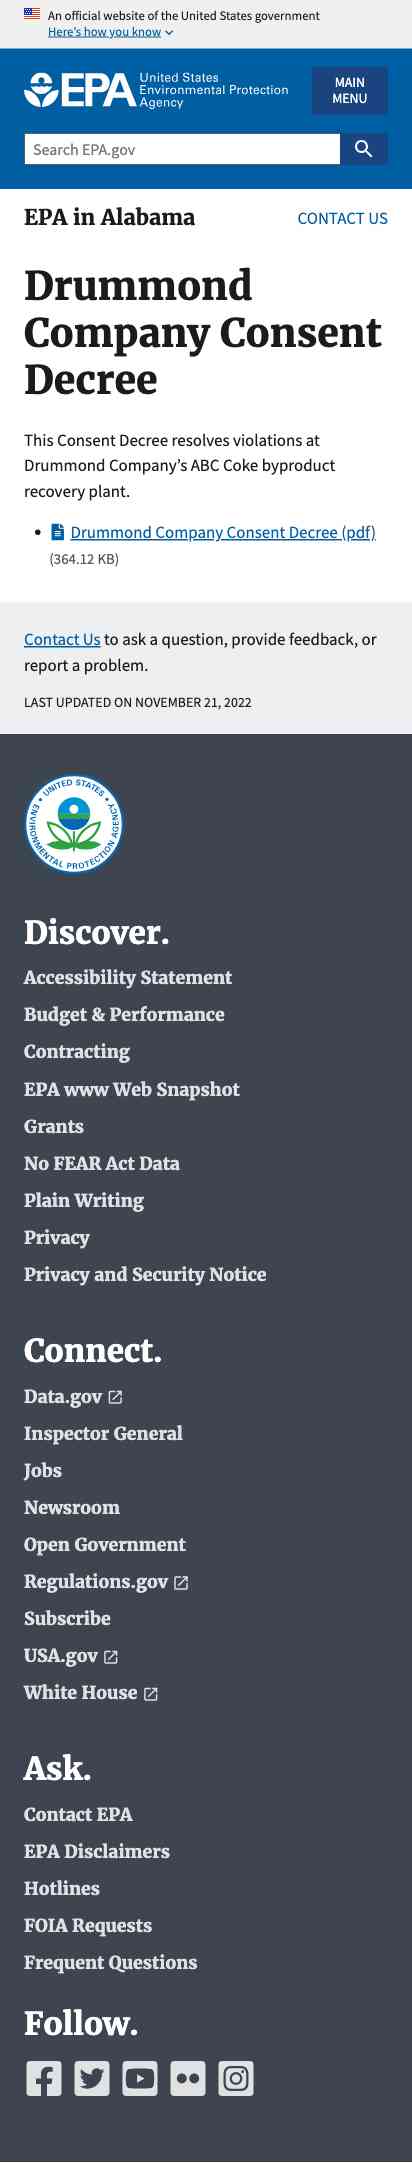 An official website of the United States government
Here's how you know
EPA United States
Environmental Protection
Agency
MAIN
MENU
Search EPA.gov
EPA in Alabama
CONTACT US
Drummond
Company Consent
Decree
This Consent Decree resolves violations at
Drummond Company's ABC Coke byproduct
recovery plant.
• Drummond Company Consent Decree (pdf)
(364.12 KB)
Contact Us to ask a question, provide feedback, or
report a problem.
LAST UPDATED ON NOVEMBER 21, 2022
UNITED STATES
ENVIRONMENTAL PROTECTION AGENCY
Discover.
Accessibility Statement
Budget & Performance
Contracting
EPA www Web Snapshot
Grants
No FEAR Act Data
Plain Writing
Privacy
Privacy and Security Notice
Connect.
Data.gov
Inspector General
Jobs
Newsroom
Open Government
Regulations.gov
Subscribe
USA.gov
White House
Ask.
Contact EPA
EPA Disclaimers
Hotlines
FOIA Requests
Frequent Questions
Follow.